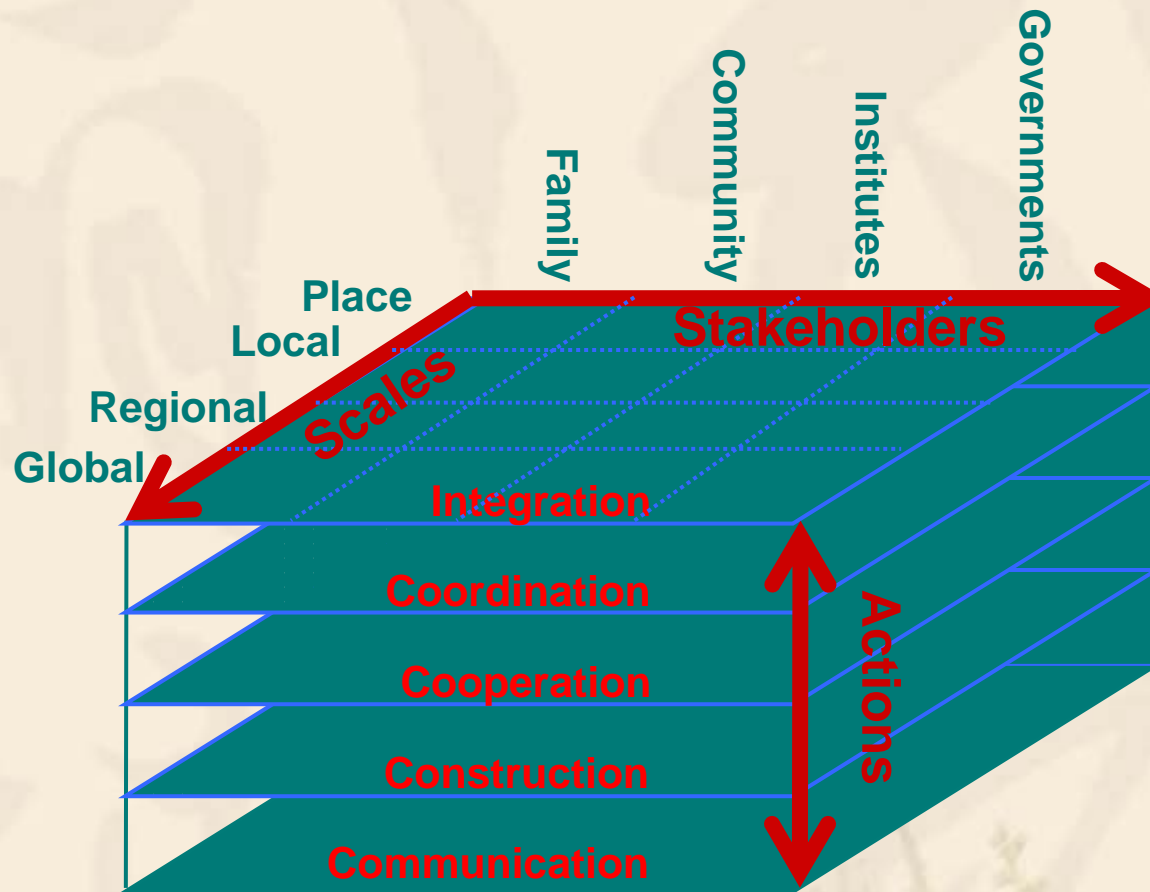 Family
Community
Institutes
Governments
Stakeholders
Place
Local
Regional
Global
Scales
Integration
Coordination
Cooperation
Construction
Communication
Actions